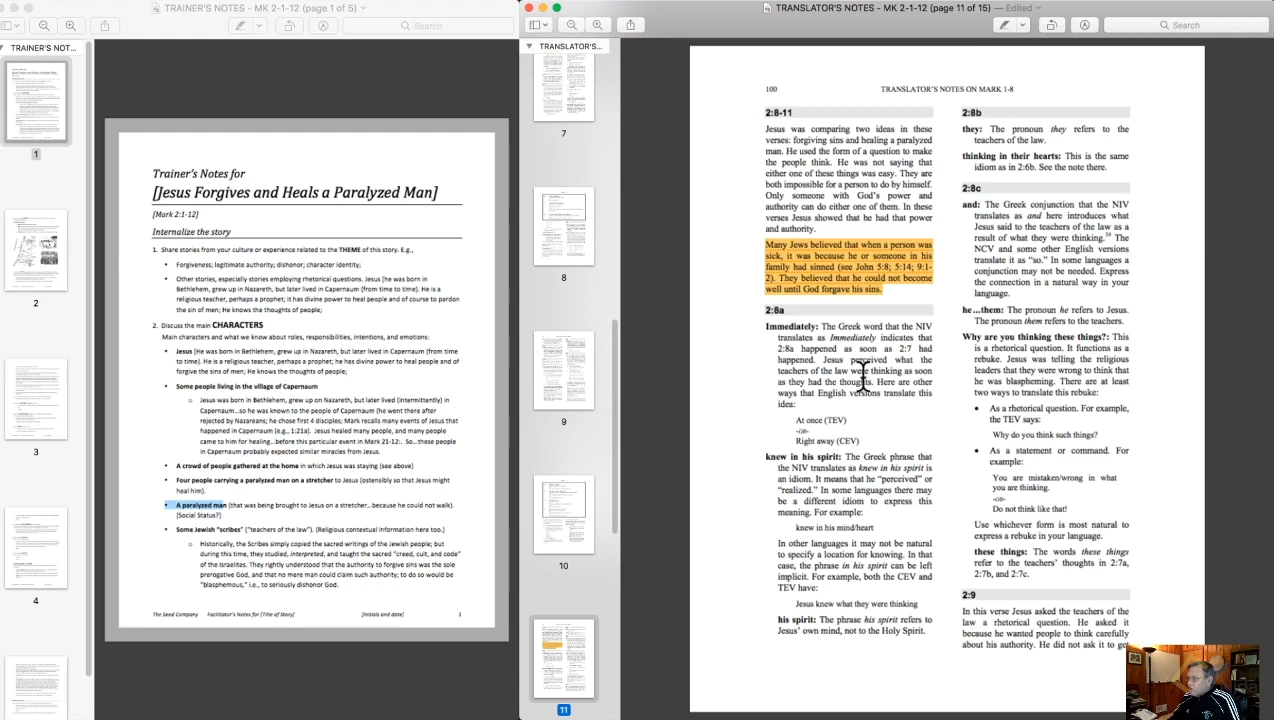 TRAINER'S NOTES - MK 2-1-12 (page 1 of 5)
Search
TRAINER'S NOT...
1
2
3
4
Trainer's Notes for
[Jesus Forgives and Heals a Paralyzed Man]
[Mark 2:1-12]
Internalize the story
1. Share stories from your culture or experience related to the THEME of this story. E.g.,
• Forgiveness; legitimate authority; dishonor; character identity;
• Other stories, especially stories employing rhetorical questions. Jesus [he was born in
Bethlehem, grew up in Nazareth, but later lived in Capernaum (from time to time). He is a
religious teacher, perhaps a prophet; it has divine power to heal people and of course to pardon
the sin of men; He knows the thoughts of people;
2. Discuss the main CHARACTERS
Main characters and what we know about roles, responsibilities, intentions, and emotions:
• Jesus [he was born in Bethlehem, grew up in Nazareth, but later lived in Capernaum (from time
to time). He is a religious teacher, perhaps a prophet; he has divine power to heal people and of
forgive the sins of men; He knows the thoughts of people;
• Some people living in the village of Capernaum
o Jesus was born in Bethlehem, grew up in Nazareth, but later lived (intermittently) in
Capernaum...so he was known to the people of Capernaum (he went there after
rejected by Nazareans; he chose first 4 disciples; Mark recalls many events of Jesus that
happened in Capernaum (e.g., 1:21a). Jesus healed many people, and many people
came to him for healing...before this particular event in Mark 21-12:. So...these people
in Capernaum probably expected similar miracles from Jesus.
• A crowd of people gathered at the home in which Jesus was staying (see above)
• Four people carrying a paralyzed man on a stretcher to Jesus (ostensibly so that Jesus might
heal him).
• A paralyzed man (that was being brought to Jesus on a stretcher...because he could not walk).
[Social Status?]
• Some Jewish "scribes" ("teachers of the law"). (Religious contextual information here too.)
o Historically, the Scribes simply copied the sacred writings of the Jewish people; but
during this time, they studied, interpreted, and taught the sacred "creed, cult, and code"
of the Israelites. They rightly understood that the authority to forgive sins was the sole
prerogative God, and that no mere man could claim such authority; to do so would be
"blasphemous," i.e., to seriously dishonor God.
The Seed Company Facilitator's Notes for [Title of Story] [Initials and date] 1
TRANSLATOR'S NOTES - MK 2-1-12 (page 11 of 15) — Edited
Search
TRANSLATOR'S...
7
8
9
10
11
100 TRANSLATOR'S NOTES ON MARK 1-8
2:8-11
Jesus was comparing two ideas in these
verses: forgiving sins and healing a paralyzed
man. He used the form of a question to make
the people think. He was not saying that
either one of these things was easy. They are
both impossible for a person to do by himself.
Only someone with God's power and
authority can do either one of them. In these
verses Jesus showed that he had that power
and authority.
Many Jews believed that when a person was
sick, it was because he or someone in his
family had sinned (see John 5:8; 5:14; 9:1-
2). They believed that he could not become
well until God forgave his sins.
2:8a
Immediately: The Greek word that the NIV
translates as Immediately indicates that
2:8a happened as soon as 2:7 had
happened. Jesus perceived what the
teachers of the law were thinking as soon
as they had the thoughts. Here are other
ways that English versions translate this
idea:
At once (TEV)
-OR-
Right away (CEV)
knew in his spirit: The Greek phrase that
the NIV translates as knew in his spirit is
an idiom. It means that he "perceived" or
"realized." In some languages there may
be a different idiom to express this
meaning. For example:
knew in his mind/heart
In other languages it may not be natural
to specify a location for knowing. In that
case, the phrase in his spirit can be left
implicit. For example, both the CEV and
TEV have:
Jesus knew what they were thinking
his spirit: The phrase his spirit refers to
Jesus' own mind, not to the Holy Spirit.
2:8b
they: The pronoun they refers to the
teachers of the law.
thinking in their hearts: This is the same
idiom as in 2:6b. See the note there.
2:8c
and: The Greek conjunction that the NIV
translates as and here introduces what
Jesus said to the teachers of the law as a
result of what they were thinking. The
NCV and some other English versions
translate it as "so." In some languages a
conjunction may not be needed. Express
the connection in a natural way in your
language.
he...them: The pronoun he refers to Jesus.
The pronoun them refers to the teachers.
Why are you thinking these things?: This
is a rhetorical question. It functions as a
rebuke. Jesus was telling the religious
leaders that they were wrong to think that
he was blaspheming. There are at least
two ways to translate this rebuke:
• As a rhetorical question. For example,
the TEV says:
Why do you think such things?
• As a statement or command. For
example:
You are mistaken/wrong in what
you are thinking.
-OR-
Do not think like that!
Use whichever form is most natural to
express a rebuke in your language.
these things: The words these things
refer to the teachers' thoughts in 2:7a,
2:7b, and 2:7c.
2:9
In this verse Jesus asked the teachers of the
law a rhetorical question. He asked it
because he wanted people to think carefully
about his authority. He did not ask it to get